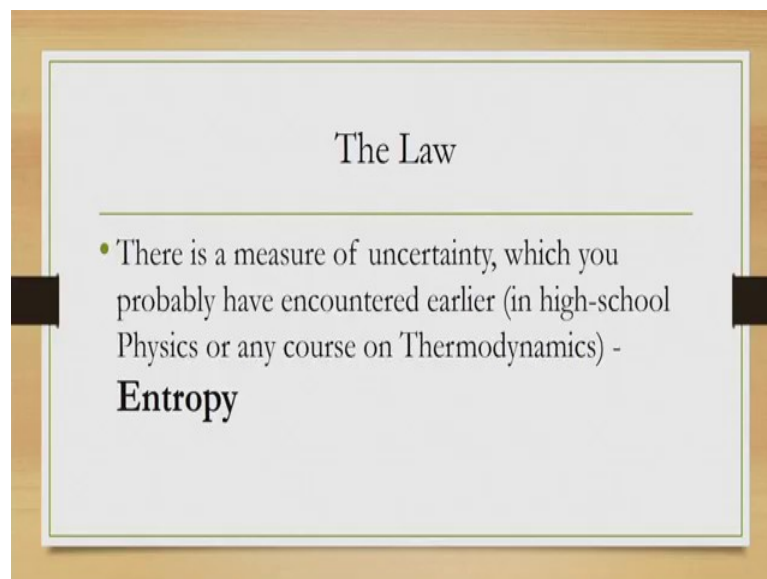 The Law
• There is a measure of uncertainty, which you
probably have encountered earlier (in high-school
Physics or any course on Thermodynamics) -
Entropy